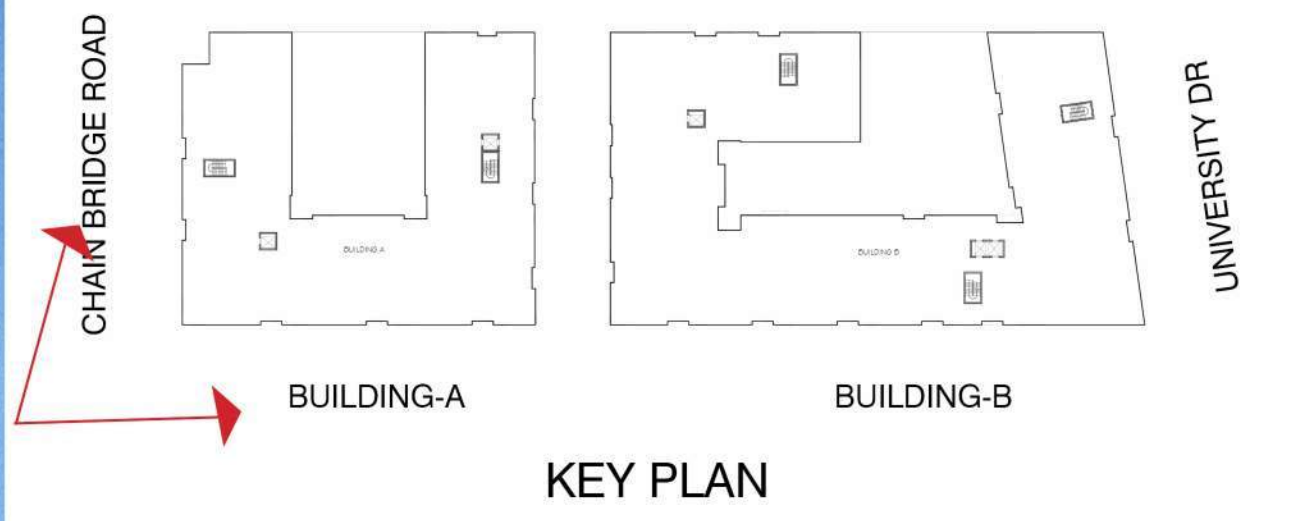 CHAIN BRIDGE ROAD
UNIVERSITY DR
BUILDING A
BUILDING B
BUILDING-A
BUILDING-B
KEY PLAN